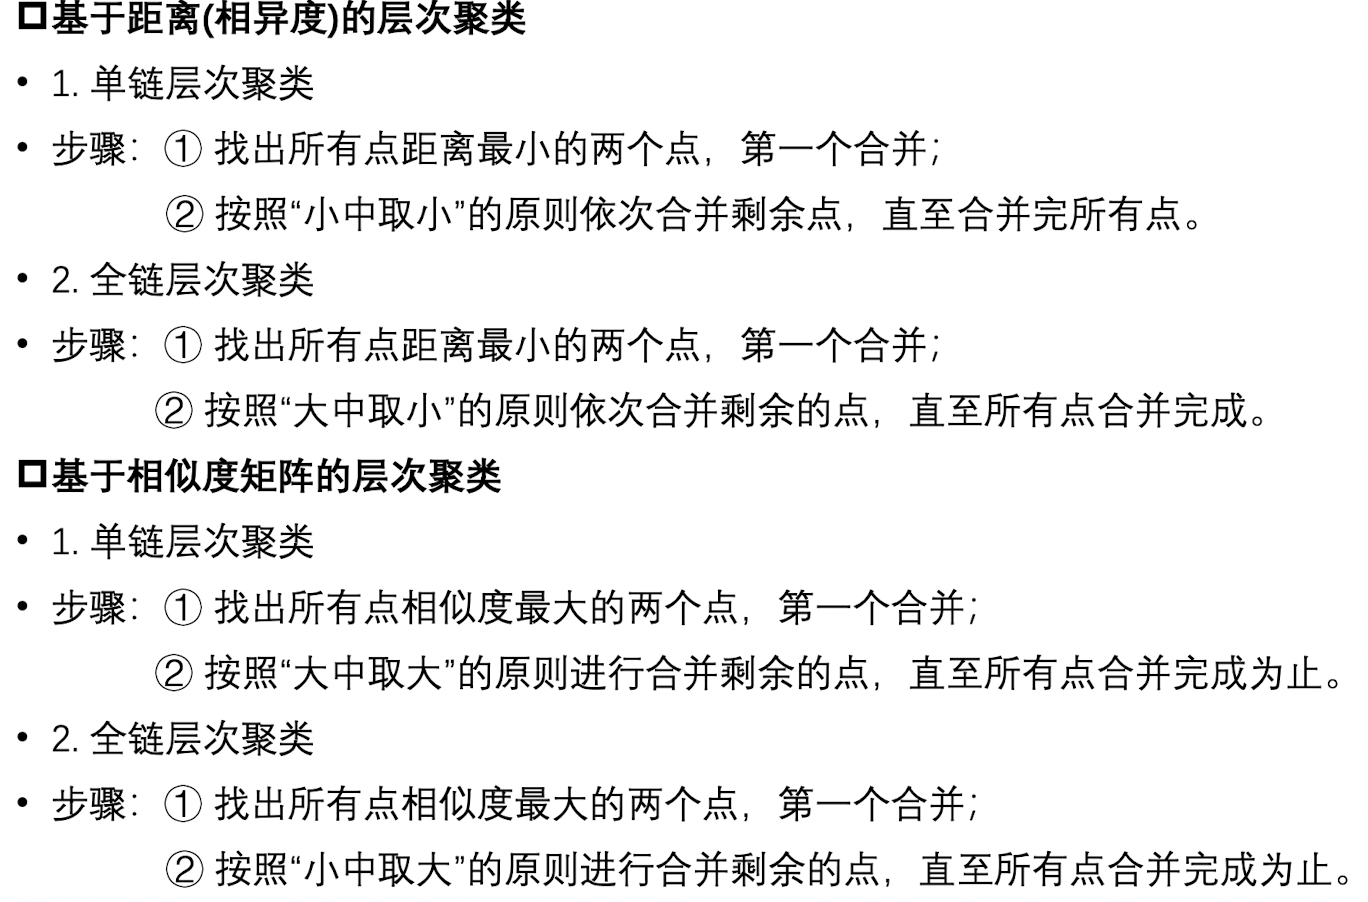 基于距离(相异度)的层次聚类
• 1. 单链层次聚类
• 步骤：① 找出所有点距离最小的两个点，第一个合并；
② 按照“小中取小”的原则依次合并剩余点，直至合并完所有点。
• 2. 全链层次聚类
• 步骤：① 找出所有点距离最小的两个点，第一个合并；
② 按照“大中取小”的原则依次合并剩余的点，直至所有点合并完成。
基于相似度矩阵的层次聚类
• 1. 单链层次聚类
• 步骤：① 找出所有点相似度最大的两个点，第一个合并；
② 按照“大中取大”的原则进行合并剩余的点，直至所有点合并完成为止。
• 2. 全链层次聚类
• 步骤：① 找出所有点相似度最大的两个点，第一个合并；
② 按照“小中取大”的原则进行合并剩余的点，直至所有点合并完成为止。